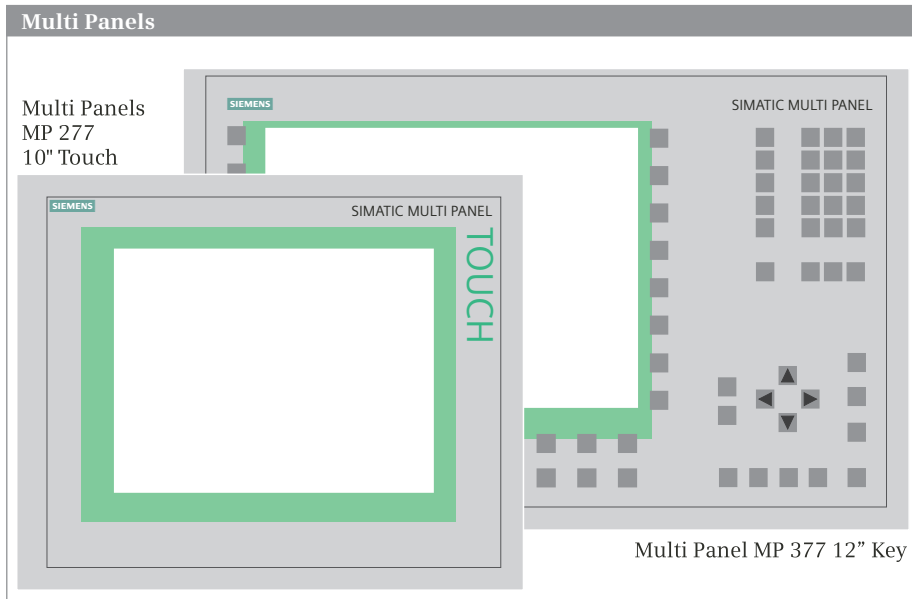 Multi Panels
Multi Panels
MP 277
10" Touch
SIEMENS
SIMATIC MULTI PANEL
SIEMENS
SIMATIC MULTI PANEL
TOUCH
Multi Panel MP 377 12” Key